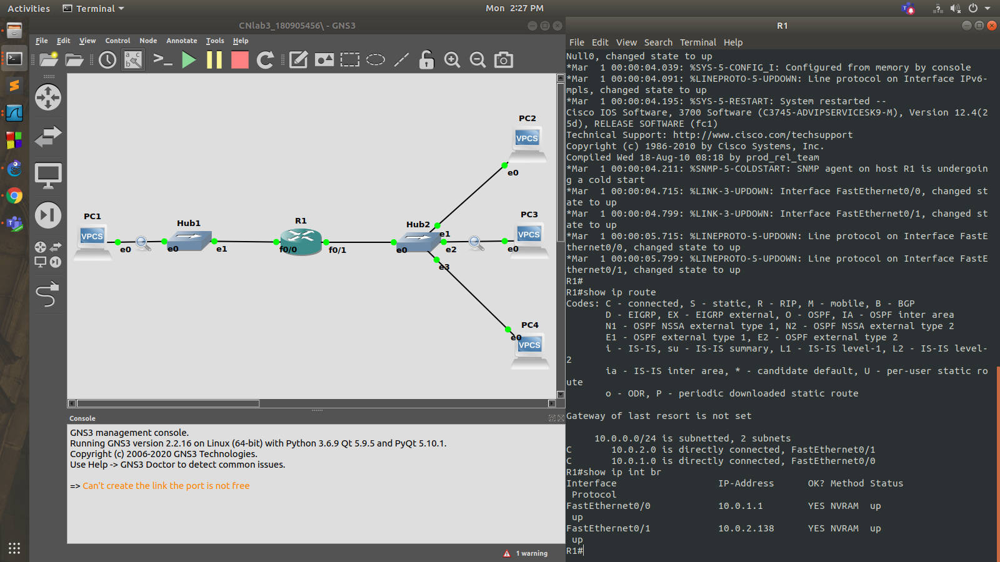 Activities
Terminal
Mon 2:27 PM
CNlab3_180905456\ - GNS3
File Edit View Control Node Annotate Tools Help
PC2
VPCS
e0
PC1
VPCS
e0
Hub1
e0
e1
R1
f0/0
f0/1
Hub2
e0
e1
e2
e3
PC3
VPCS
e0
PC4
e0
VPCS
Console
GNS3 management console.
Running GNS3 version 2.2.16 on Linux (64-bit) with Python 3.6.9 Qt 5.9.5 and PyQt 5.10.1.
Copyright (c) 2006-2020 GNS3 Technologies.
Use Help -> GNS3 Doctor to detect common issues.
=> Can't create the link the port is not free
1 warning
R1
File Edit View Search Terminal Help
Null0, changed state to up
*Mar  1 00:00:04.039: %SYS-5-CONFIG_I: Configured from memory by console
*Mar  1 00:00:04.091: %LINEPROTO-5-UPDOWN: Line protocol on Interface IPv6-
mpls, changed state to up
*Mar  1 00:00:04.195: %SYS-5-RESTART: System restarted --
Cisco IOS Software, 3700 Software (C3745-ADVIPSERVICESK9-M), Version 12.4(2
5d), RELEASE SOFTWARE (fc1)
Technical Support: http://www.cisco.com/techsupport
Copyright (c) 1986-2010 by Cisco Systems, Inc.
Compiled Wed 18-Aug-10 08:18 by prod_rel_team
*Mar  1 00:00:04.211: %SNMP-5-COLDSTART: SNMP agent on host R1 is undergoin
g a cold start
*Mar  1 00:00:04.715: %LINK-3-UPDOWN: Interface FastEthernet0/0, changed st
ate to up
*Mar  1 00:00:04.799: %LINK-3-UPDOWN: Interface FastEthernet0/1, changed st
ate to up
*Mar  1 00:00:05.715: %LINEPROTO-5-UPDOWN: Line protocol on Interface FastE
thernet0/0, changed state to up
*Mar  1 00:00:05.799: %LINEPROTO-5-UPDOWN: Line protocol on Interface FastE
thernet0/1, changed state to up
R1#
R1#show ip route
Codes: C - connected, S - static, R - RIP, M - mobile, B - BGP
D - EIGRP, EX - EIGRP external, O - OSPF, IA - OSPF inter area
N1 - OSPF NSSA external type 1, N2 - OSPF NSSA external type 2
E1 - OSPF external type 1, E2 - OSPF external type 2
i - IS-IS, su - IS-IS summary, L1 - IS-IS level-1, L2 - IS-IS level-
2
ia - IS-IS inter area, * - candidate default, U - per-user static ro
ute
o - ODR, P - periodic downloaded static route
Gateway of last resort is not set
10.0.0.0/24 is subnetted, 2 subnets
C       10.0.2.0 is directly connected, FastEthernet0/1
C       10.0.1.0 is directly connected, FastEthernet0/0
R1#show ip int br
Interface                  IP-Address      OK? Method Status
Protocol
FastEthernet0/0            10.0.1.1        YES NVRAM  up
up
FastEthernet0/1            10.0.2.138      YES NVRAM  up
up
R1#